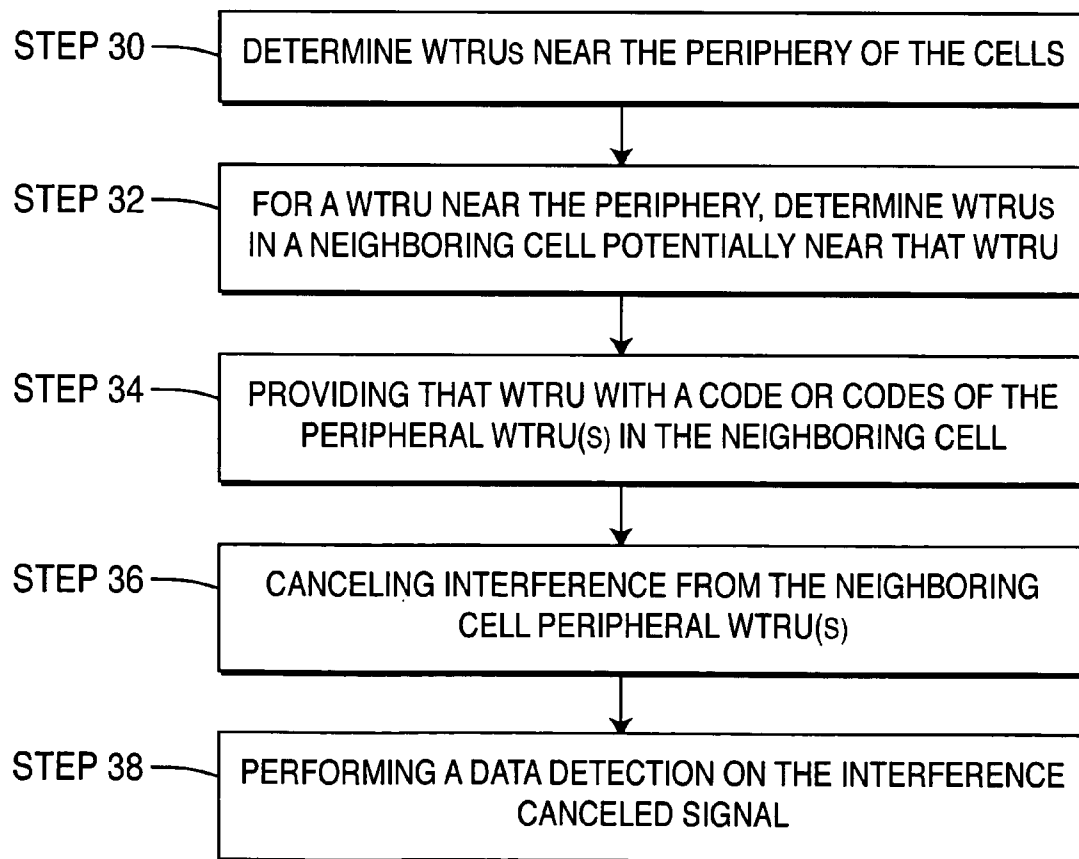 STEP 30
DETERMINE WTRUs NEAR THE PERIPHERY OF THE CELLS
STEP 32
FOR A WTRU NEAR THE PERIPHERY, DETERMINE WTRUs
IN A NEIGHBORING CELL POTENTIALLY NEAR THAT WTRU
STEP 34
PROVIDING THAT WTRU WITH A CODE OR CODES OF THE
PERIPHERAL WTRU(S) IN THE NEIGHBORING CELL
STEP 36
CANCELING INTERFERENCE FROM THE NEIGHBORING
CELL PERIPHERAL WTRU(S)
STEP 38
PERFORMING A DATA DETECTION ON THE INTERFERENCE
CANCELED SIGNAL